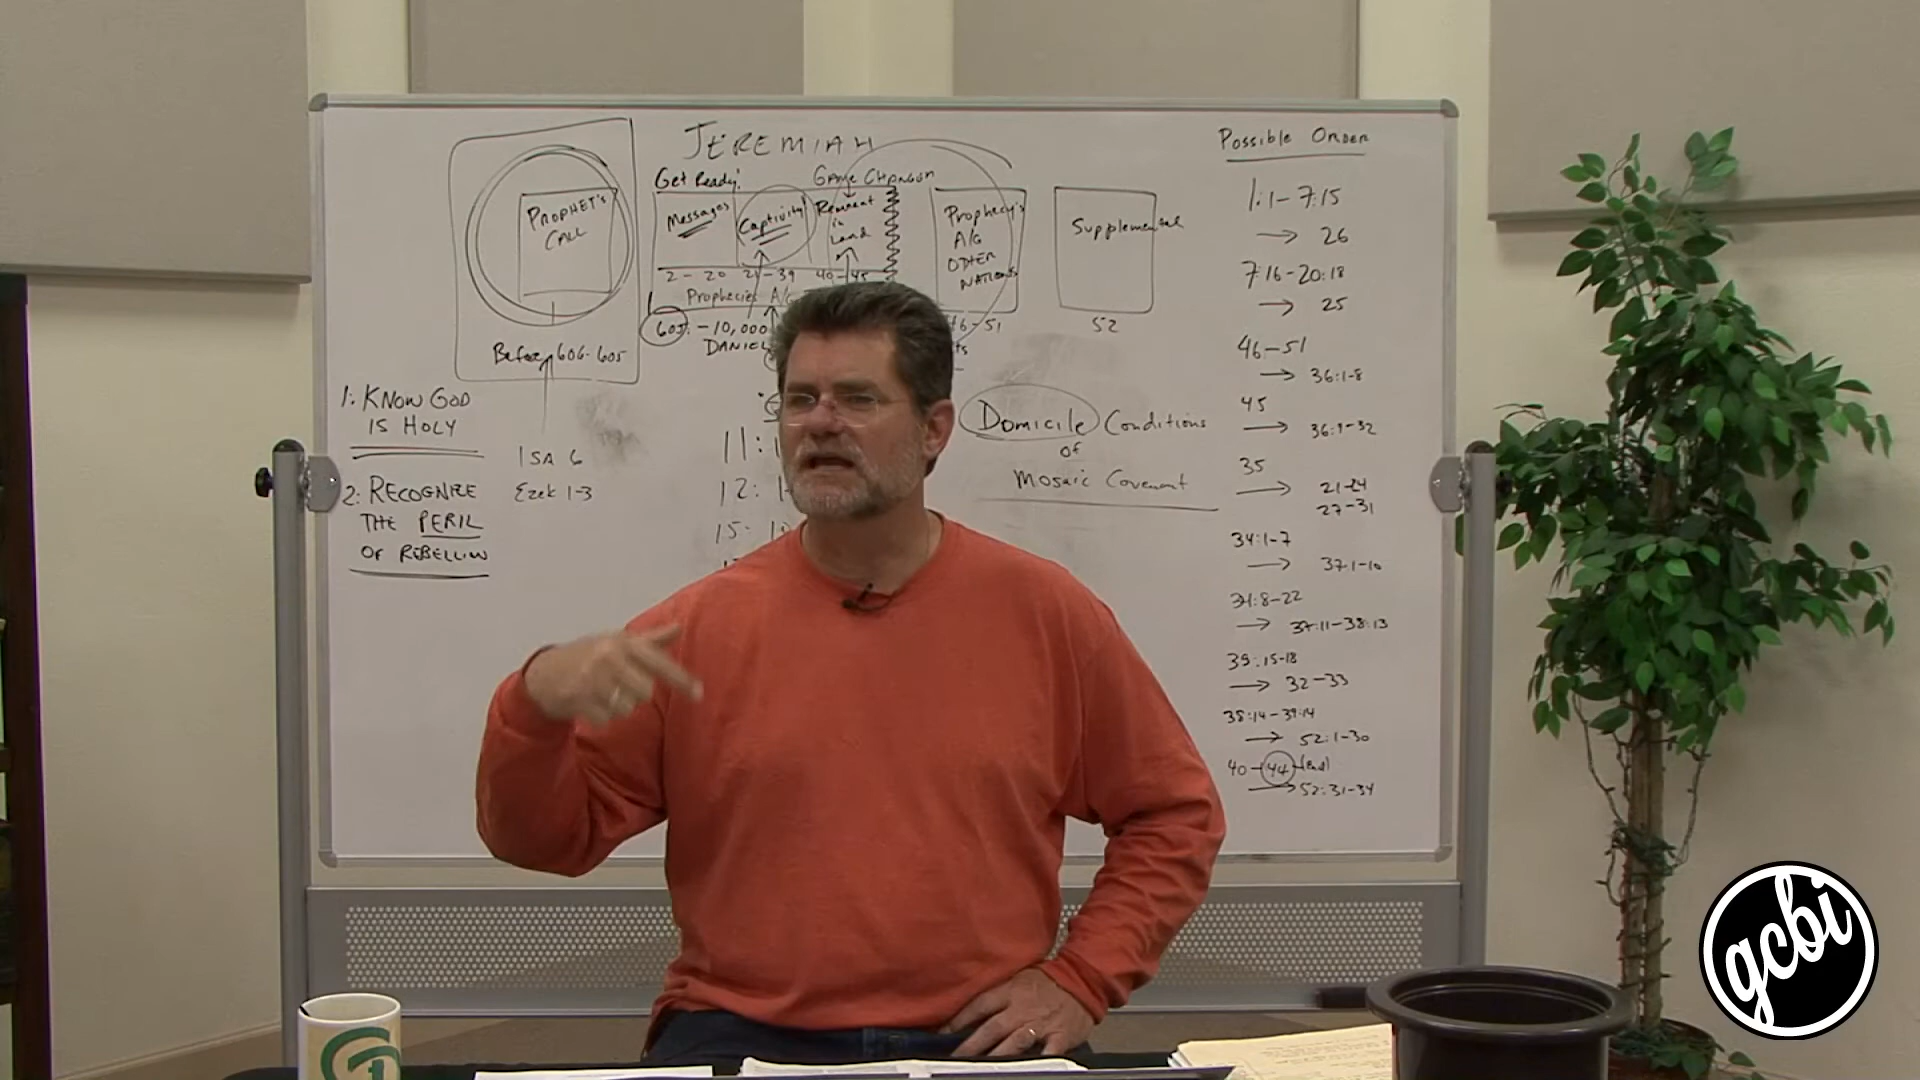 JEREMIAH
PROPHET'S
CALL
Before 606-605
Get Ready!
GAME CHANGER
Messages
Captivity!
Remnant
in
Land
2-20
21-39
40-45
Prophecies A/G
605: -10,000
DANIEL
Prophecy's
A/G
OTHER
NATIONS
46-51
Supplemental
52
1: KNOW GOD
IS HOLY
2: RECOGNIZE
THE PERIL
OF REBELLION
ISA 6
Ezek 1-3
11:1
12:1-
Domicile Conditions
of
Mosaic Covenant
Possible Order
1:1-7:15
→ 26
7:16-20:18
→ 25
46-51
→ 36:1-8
45
→ 36:9-32
35
→ 21-24
27-31
34:1-7
→ 37:1-10
34:8-22
→ 37:11-38:13
39:15-18
→ 32-33
38:14-39:14
→ 52:1-30
40-44 (end)
→ 52:31-34
gcbi